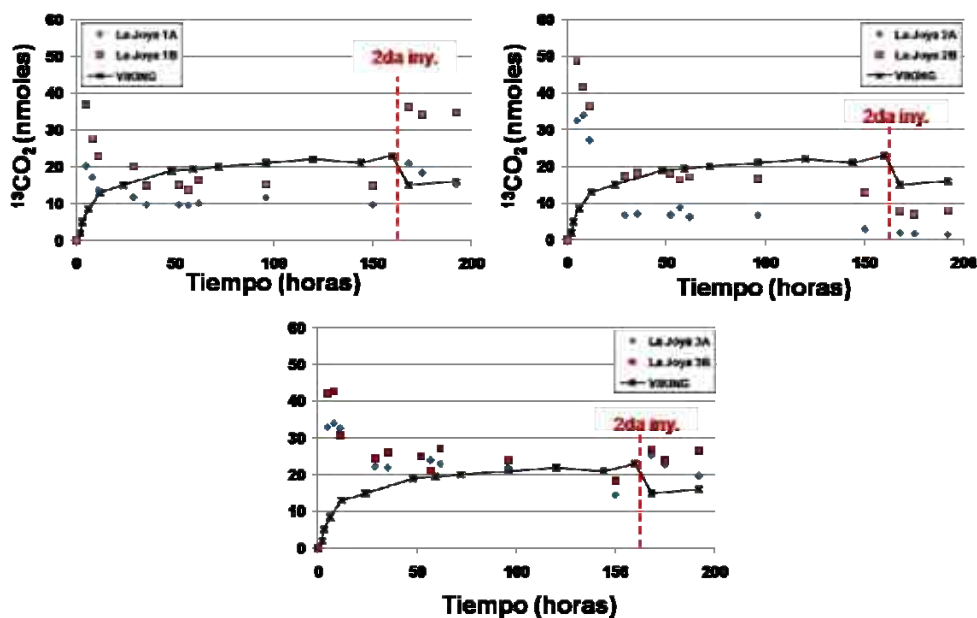 60
50
40
30
20
10
0
¹³CO₂ (nmoles)
La Joya 1A
La Joya 1B
VIKING
2da iny.
0
50
100
150
200
Tiempo (horas)
60
50
40
30
20
10
0
¹³CO₂ (nmoles)
La Joya 2A
La Joya 2B
VIKING
2da iny.
0
50
100
150
200
Tiempo (horas)
60
50
40
30
20
10
0
La Joya 3A
La Joya 3B
VIKING
2da iny.
0
50
100
150
200
Tiempo (horas)